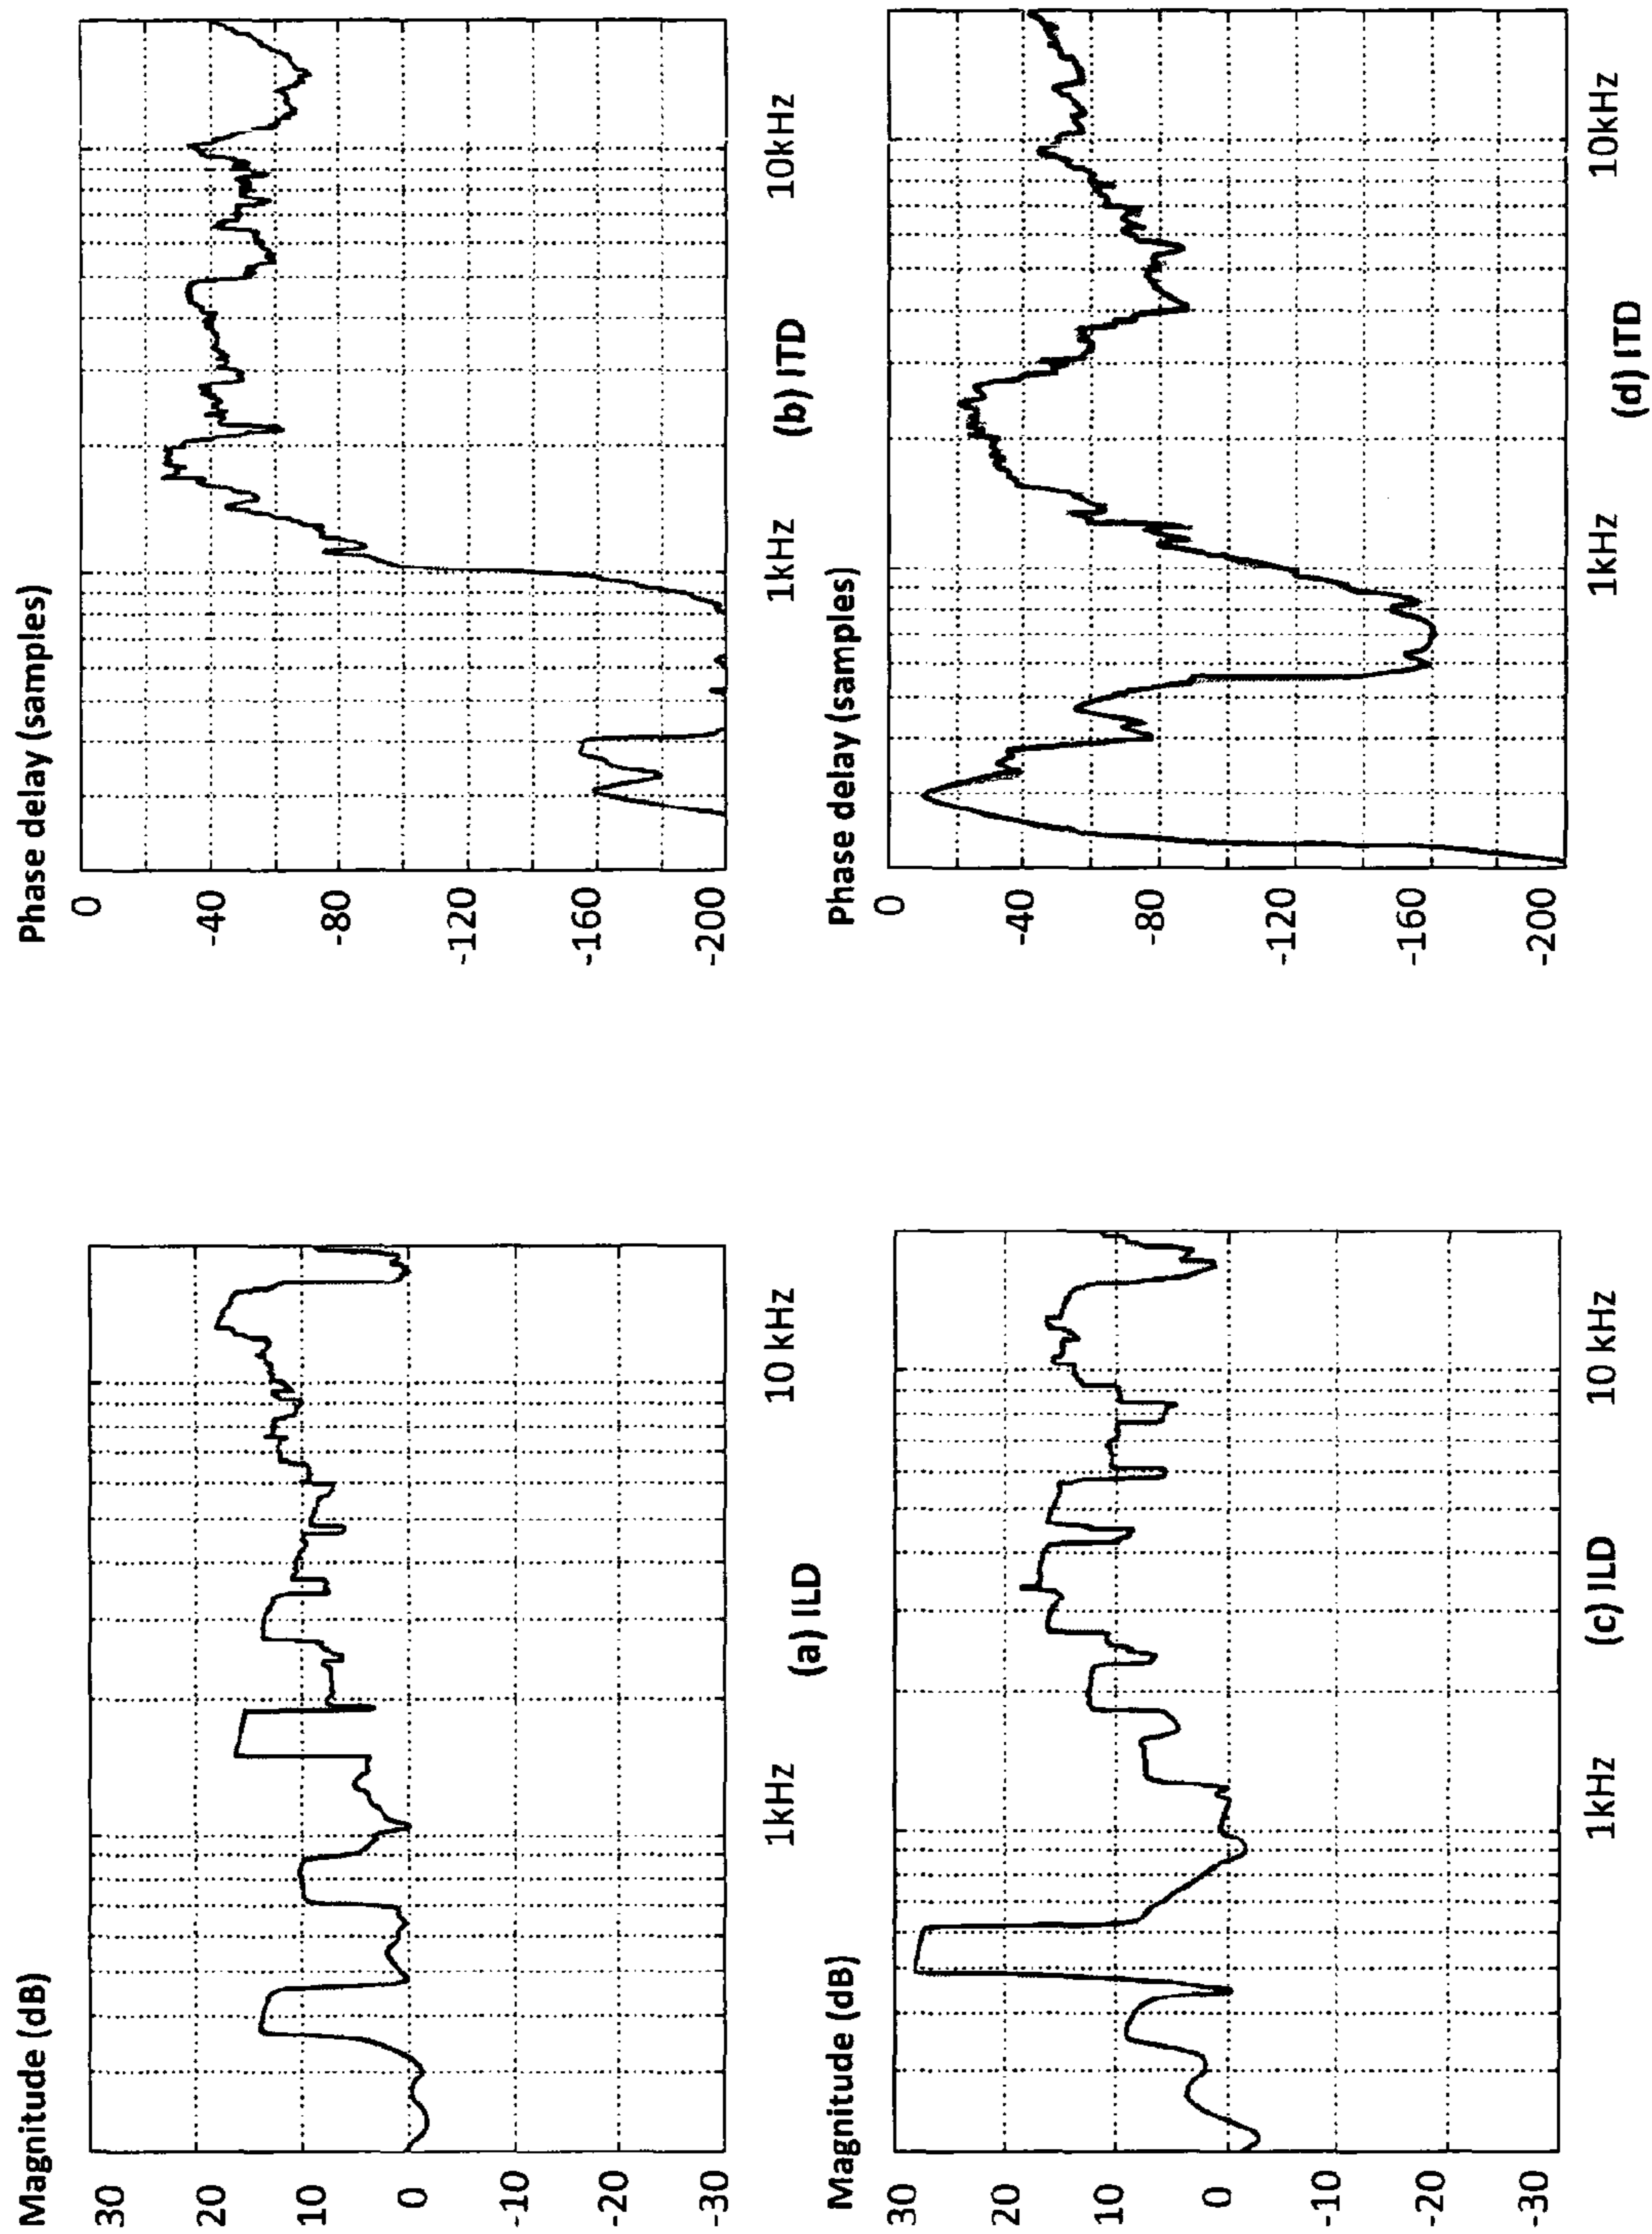 Magnitude (dB)
30
20
10
0
-10
-20
-30
1kHz
10 kHz
(a) ILD
Phase delay (samples)
0
-40
-80
-120
-160
-200
1kHz
10kHz
(b) ITD
Magnitude (dB)
30
20
10
0
-10
-20
-30
1kHz
10 kHz
(c) ILD
Phase delay (samples)
0
-40
-80
-120
-160
-200
1kHz
10kHz
(d) ITD